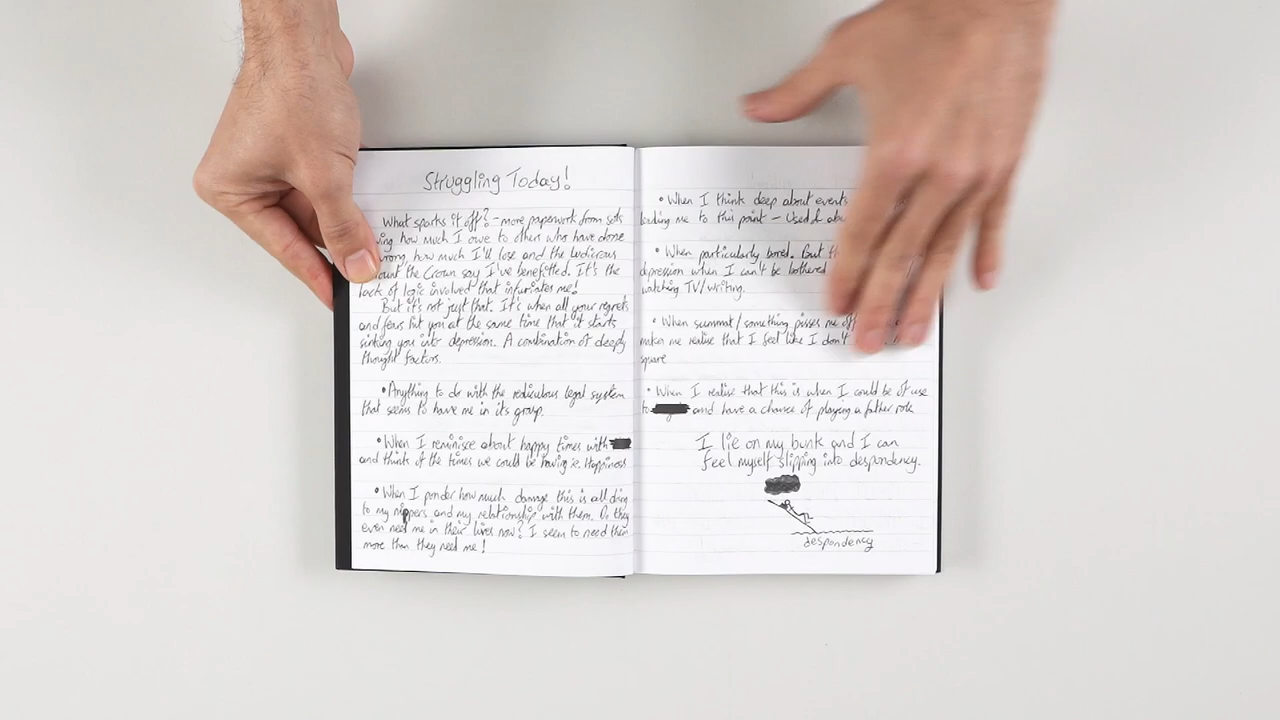 Struggling Today!
What sparks it off? - more paperwork from sols
how much I owe to others who have done
wrong, how much I'll lose and the ludicrous
the Crown say I've benefitted. It's the
lack of logic involved that infuriates me!
But it's not just that. It's when all your regrets
and fears hit you at the same time that it starts
sinking you into depression. A combination of deeply
thought factors.
• Anything to do with the rediculous legal system
that seems to have me in its group.
• When I reminisce about happy times with
and thinks of the times we could be having ie. Happiness
• When I ponder how much damage this is all doing
to my nippers and my relationship with them. Do they
even need me in their lives now? I seem to need them
more than they need me!
• When I think deep about events
leading me to this point - Used &
• When particularly bored. But
depression when I can't be bothered
watching TV/writing.
• When summat/something pisses me off
makes me realise that I feel like I don't
square
• When I realise that this is when I could be of use
to and have a chance of playing a father role
I lie on my bunk and I can
feel myself slipping into despondency.
despondency